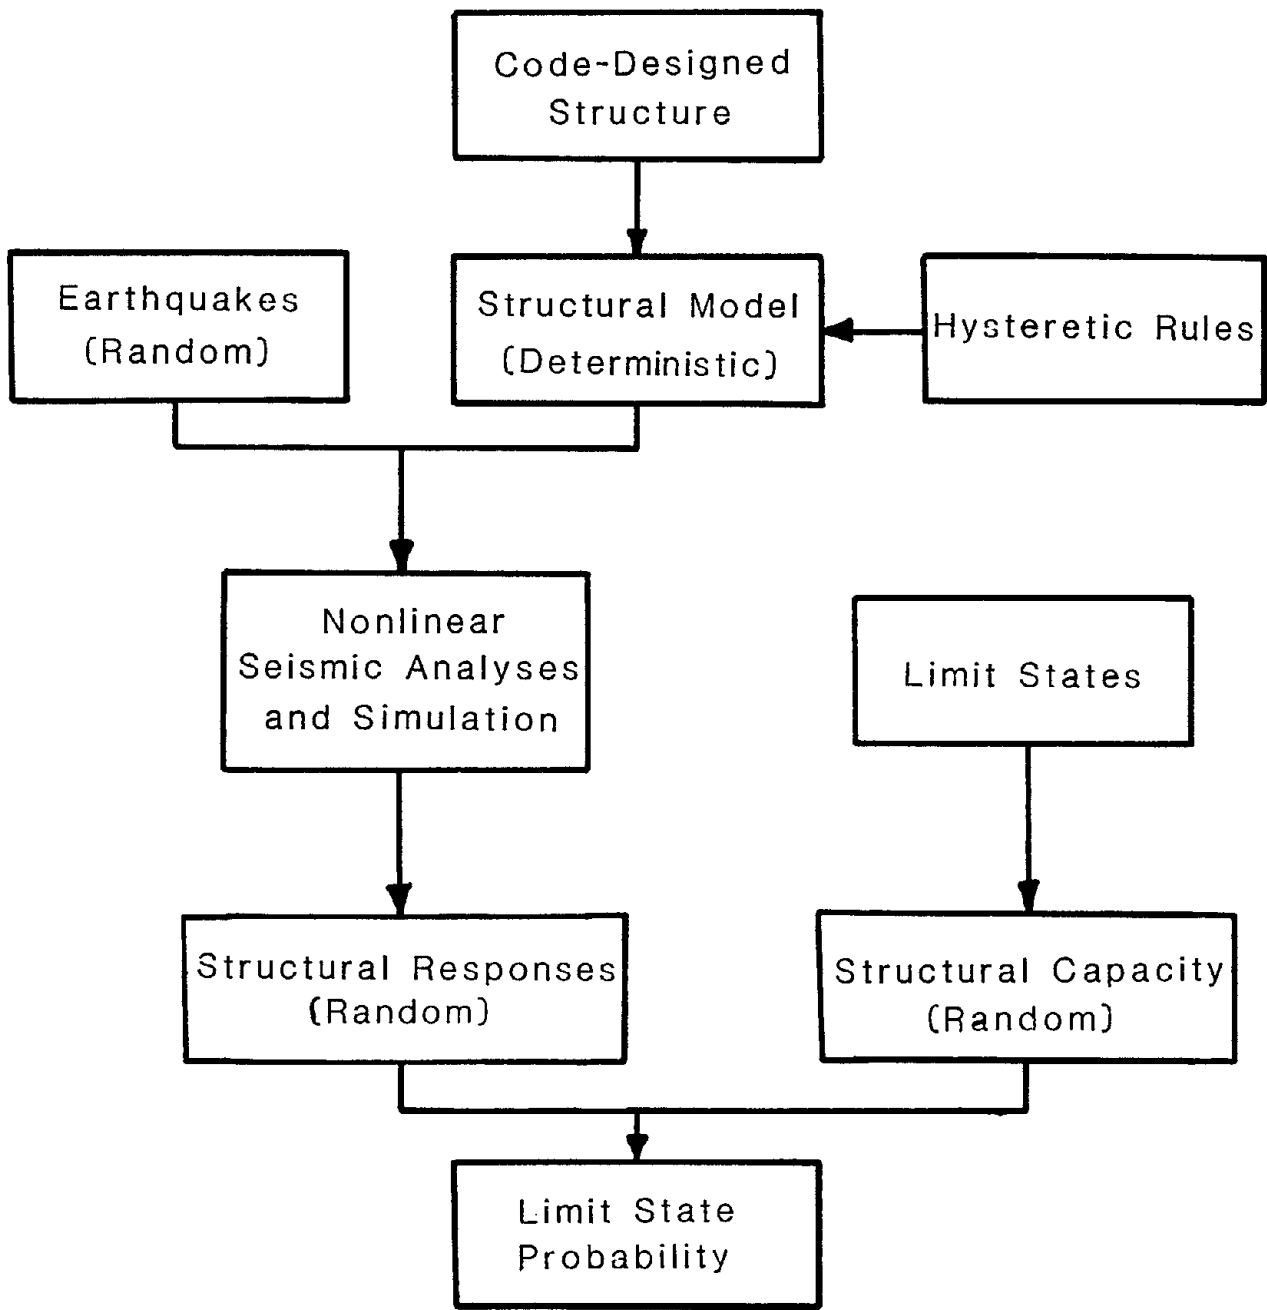 Code-Designed
Structure
Earthquakes
(Random)
Structural Model
(Deterministic)
Hysteretic Rules
Nonlinear
Seismic Analyses
and Simulation
Limit States
Structural Responses
(Random)
Structural Capacity
(Random)
Limit State
Probability